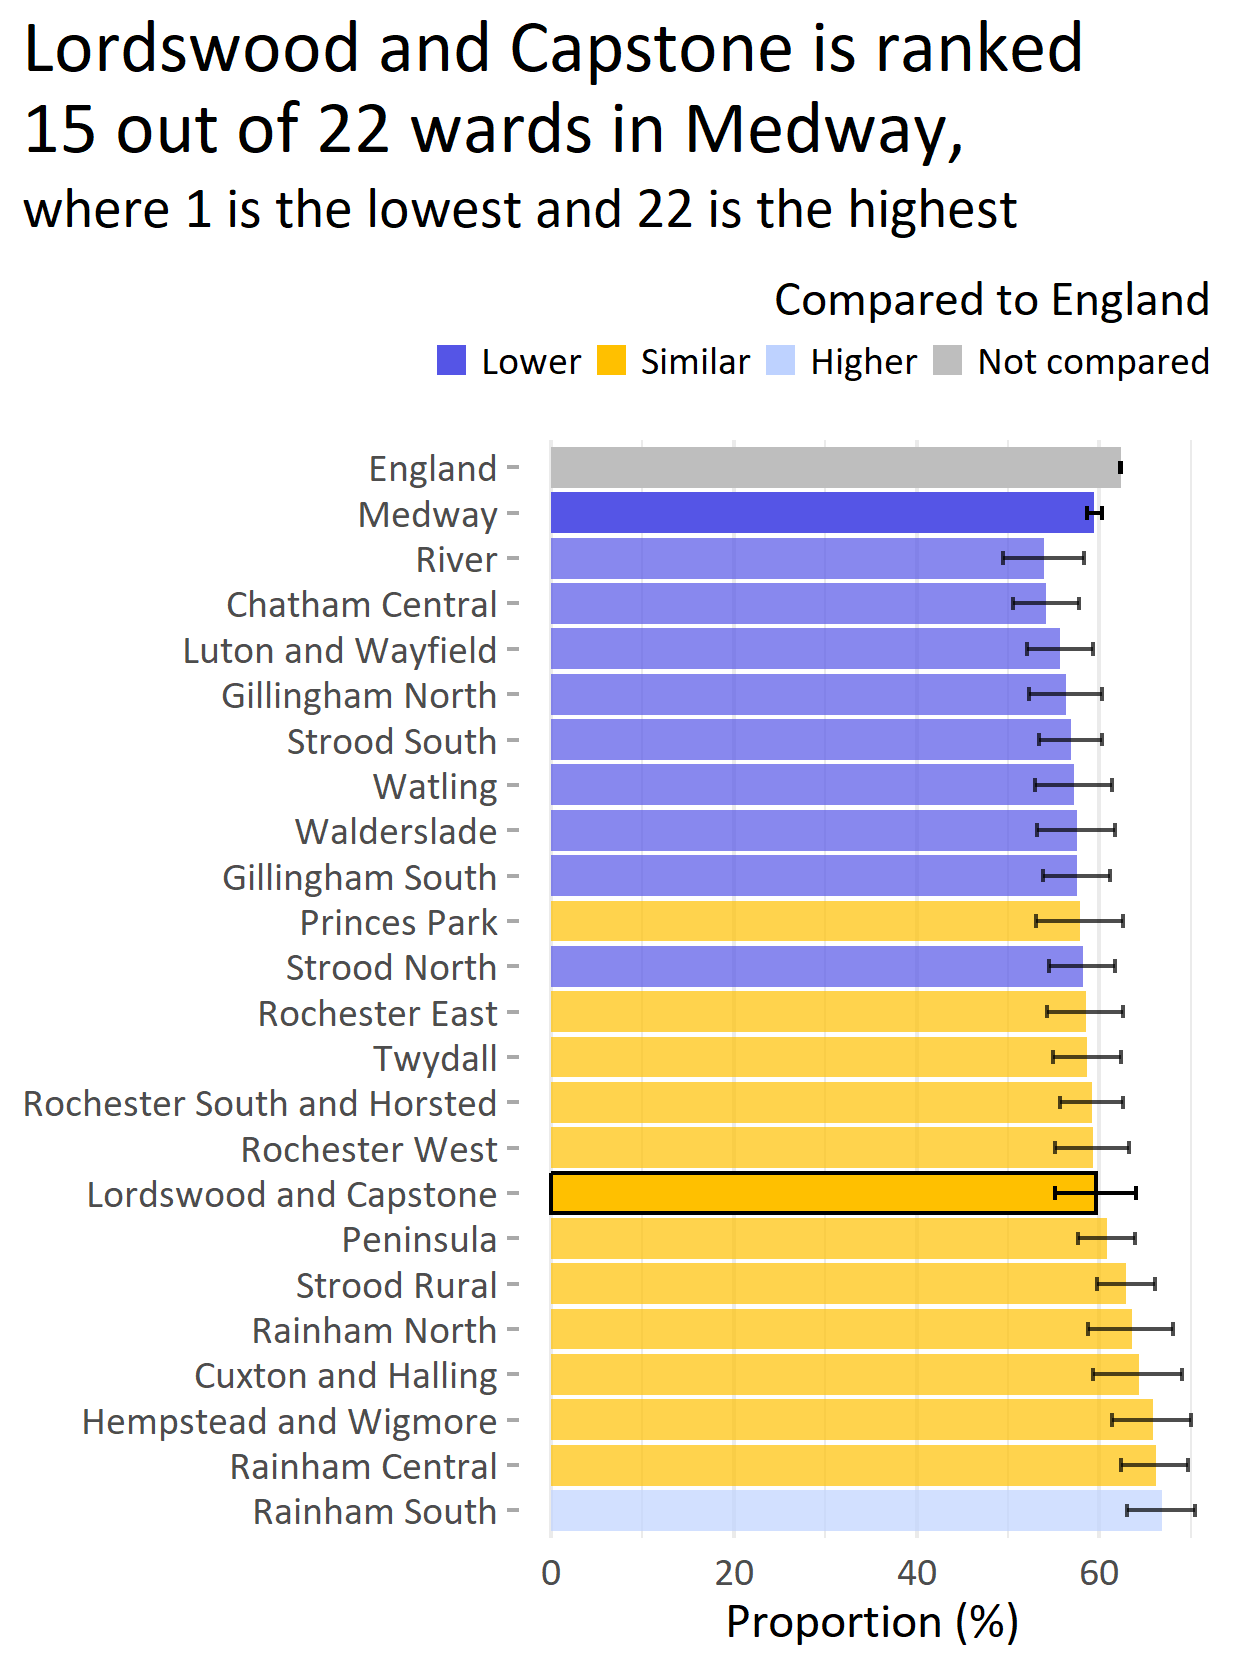 Lordswood and Capstone is ranked
15 out of 22 wards in Medway,
where 1 is the lowest and 22 is the highest
Compared to England
Lower Similar Higher Not compared
England
Medway
River
Chatham Central
Luton and Wayfield
Gillingham North
Strood South
Watling
Walderslade
Gillingham South
Princes Park
Strood North
Rochester East
Twydall
Rochester South and Horsted
Rochester West
Lordswood and Capstone
Peninsula
Strood Rural
Rainham North
Cuxton and Halling
Hempstead and Wigmore
Rainham Central
Rainham South
0 20 40 60
Proportion (%)